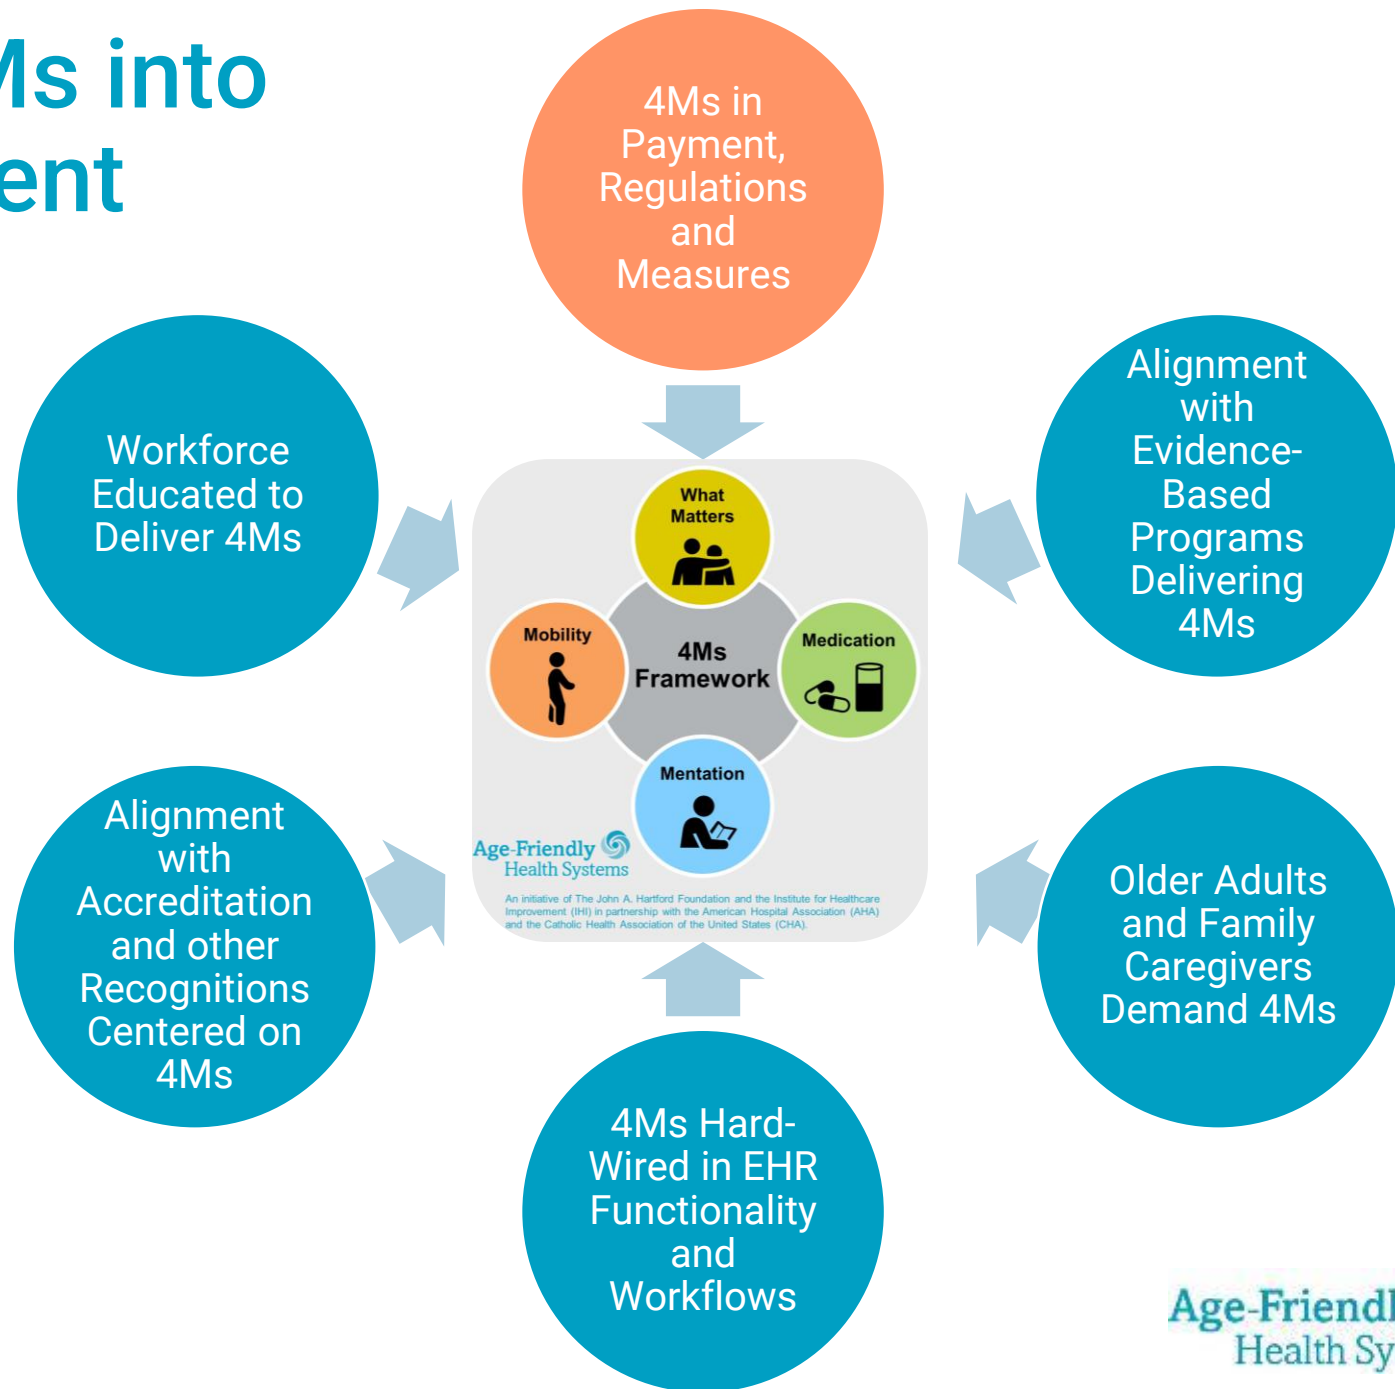 Ms into
ent
4Ms in
Payment,
Regulations
and
Measures
Workforce
Educated to
Deliver 4Ms
Alignment
with
Evidence-
Based
Programs
Delivering
4Ms
What
Matters
Mobility
4Ms
Framework
Medication
Mentation
Age-Friendly
Health Systems
An initiative of The John A. Hartford Foundation and the Institute for Healthcare
Improvement (IHI) in partnership with the American Hospital Association (AHA)
and the Catholic Health Association of the United States (CHA).
Alignment
with
Accreditation
and other
Recognitions
Centered on
4Ms
Older Adults
and Family
Caregivers
Demand 4Ms
4Ms Hard-
Wired in EHR
Functionality
and
Workflows
Age-Friendl
Health Sy